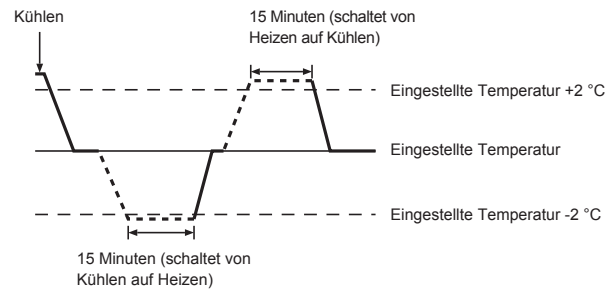 Kühlen
15 Minuten (schaltet von
Heizen auf Kühlen)
Eingestellte Temperatur +2 °C
Eingestellte Temperatur
Eingestellte Temperatur -2 °C
15 Minuten (schaltet von
Kühlen auf Heizen)